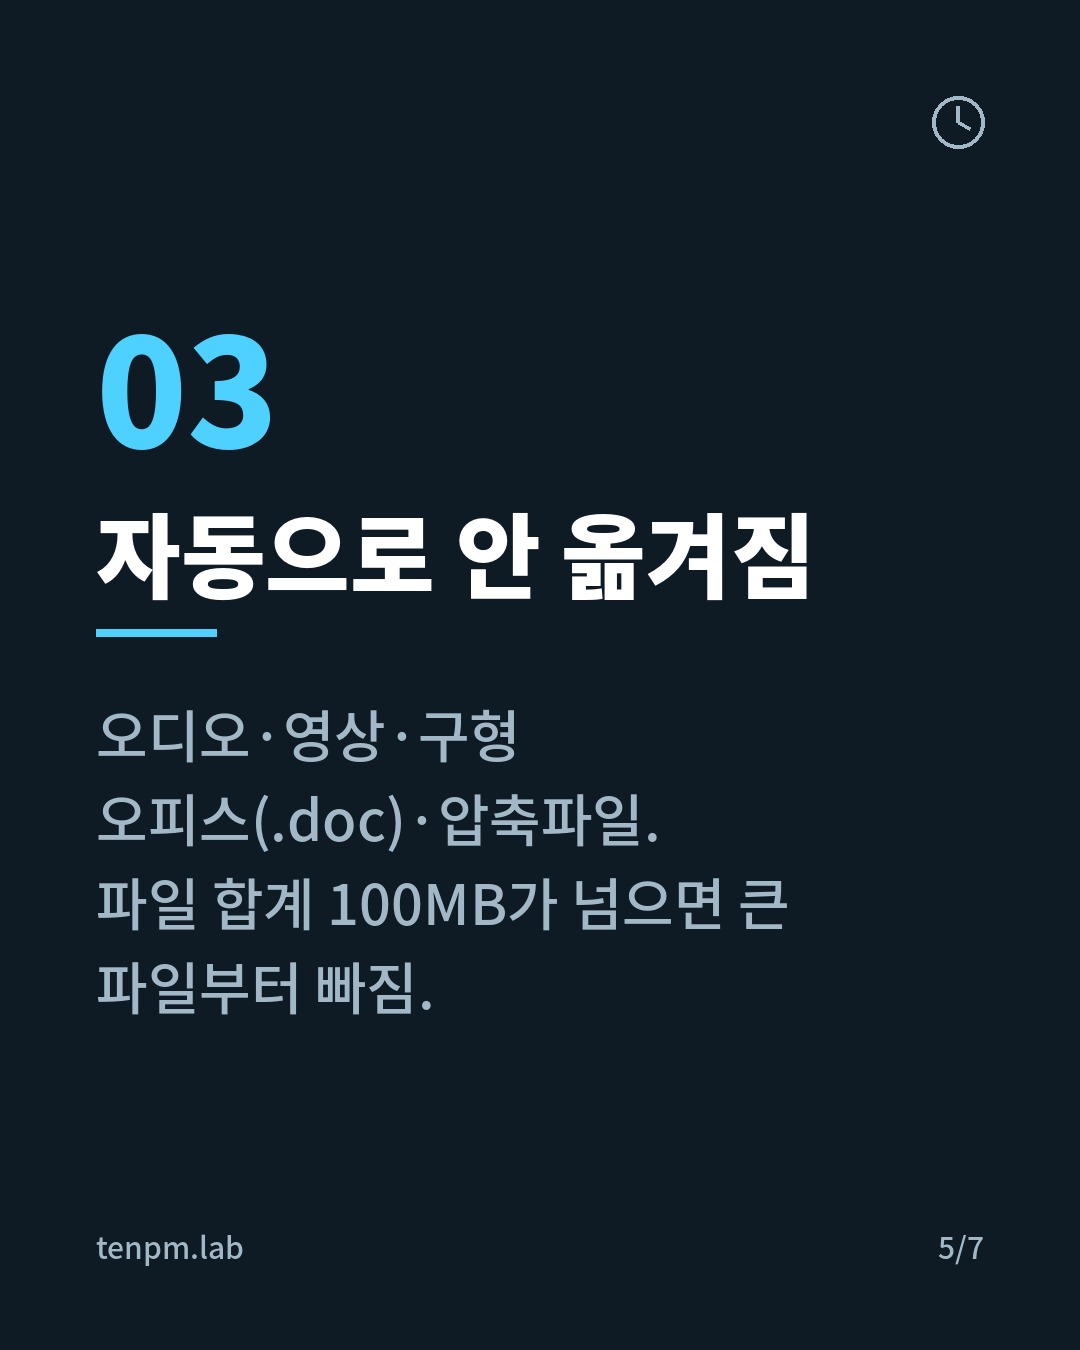 03
자동으로 안 옮겨짐
오디오·영상·구형
오피스(.doc)·압축파일.
파일 합계 100MB가 넘으면 큰
파일부터 빠짐.
tenpm.lab
5/7